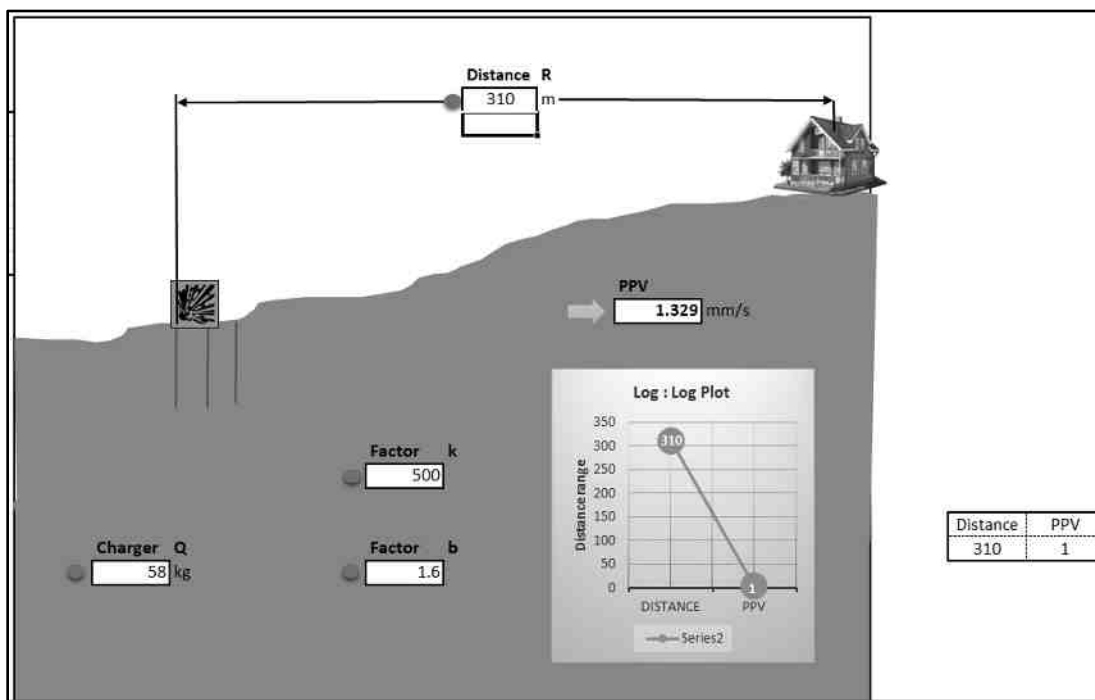 Distance R
310 m
PPV
1.329 mm/s
Log : Log Plot
350
300
250
200
150
100
50
0
Distance range
310
1
DISTANCE PPV
Series2
Factor k
500
Charger Q
58 kg
Factor b
1.6
Distance PPV
310 1